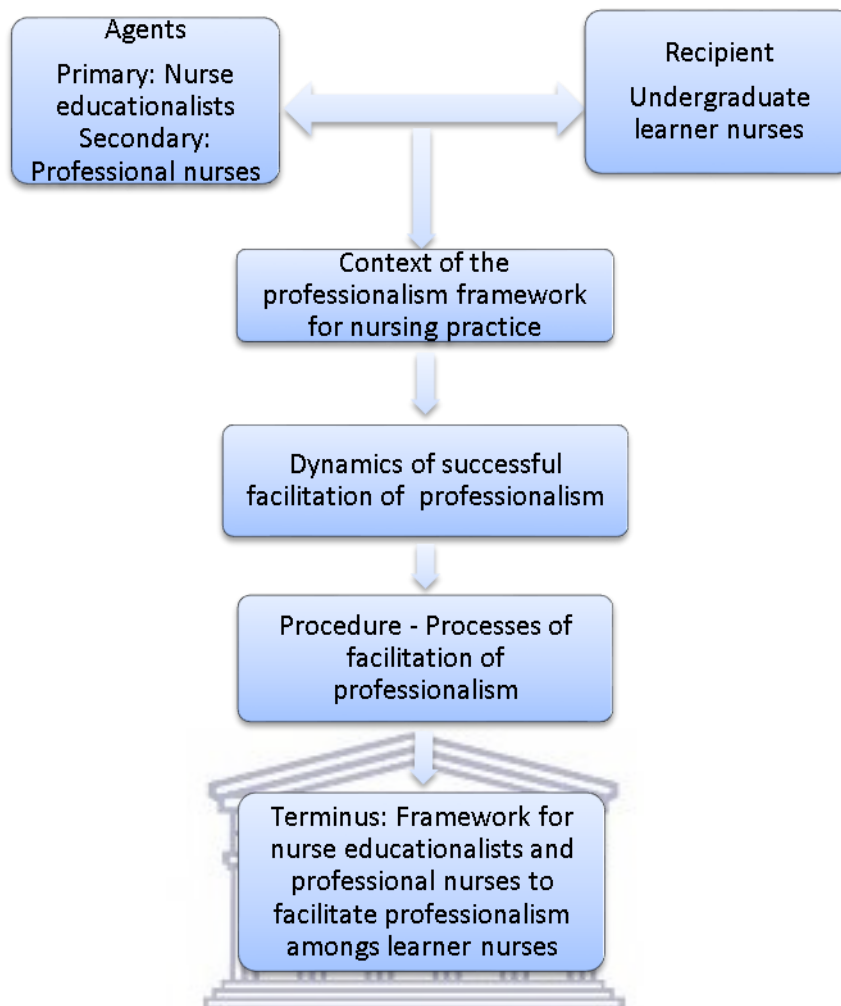 Agents
Primary: Nurse
educationalists
Secondary:
Professional nurses
Recipient
Undergraduate
learner nurses
Context of the
professionalism framework
for nursing practice
Dynamics of successful
facilitation of professionalism
Procedure - Processes of
facilitation of
professionalism
Terminus: Framework for
nurse educationalists and
professional nurses to
facilitate professionalism
amongs learner nurses